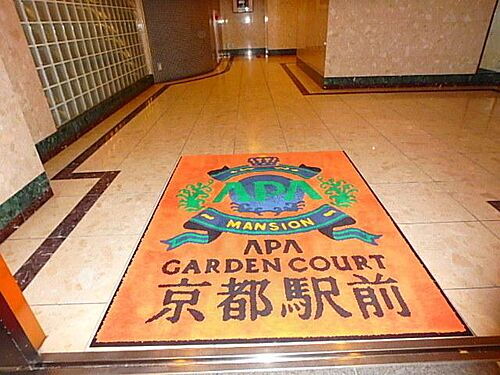 APA
~ MANSION ~
APA
GARDEN COURT
京都駅前